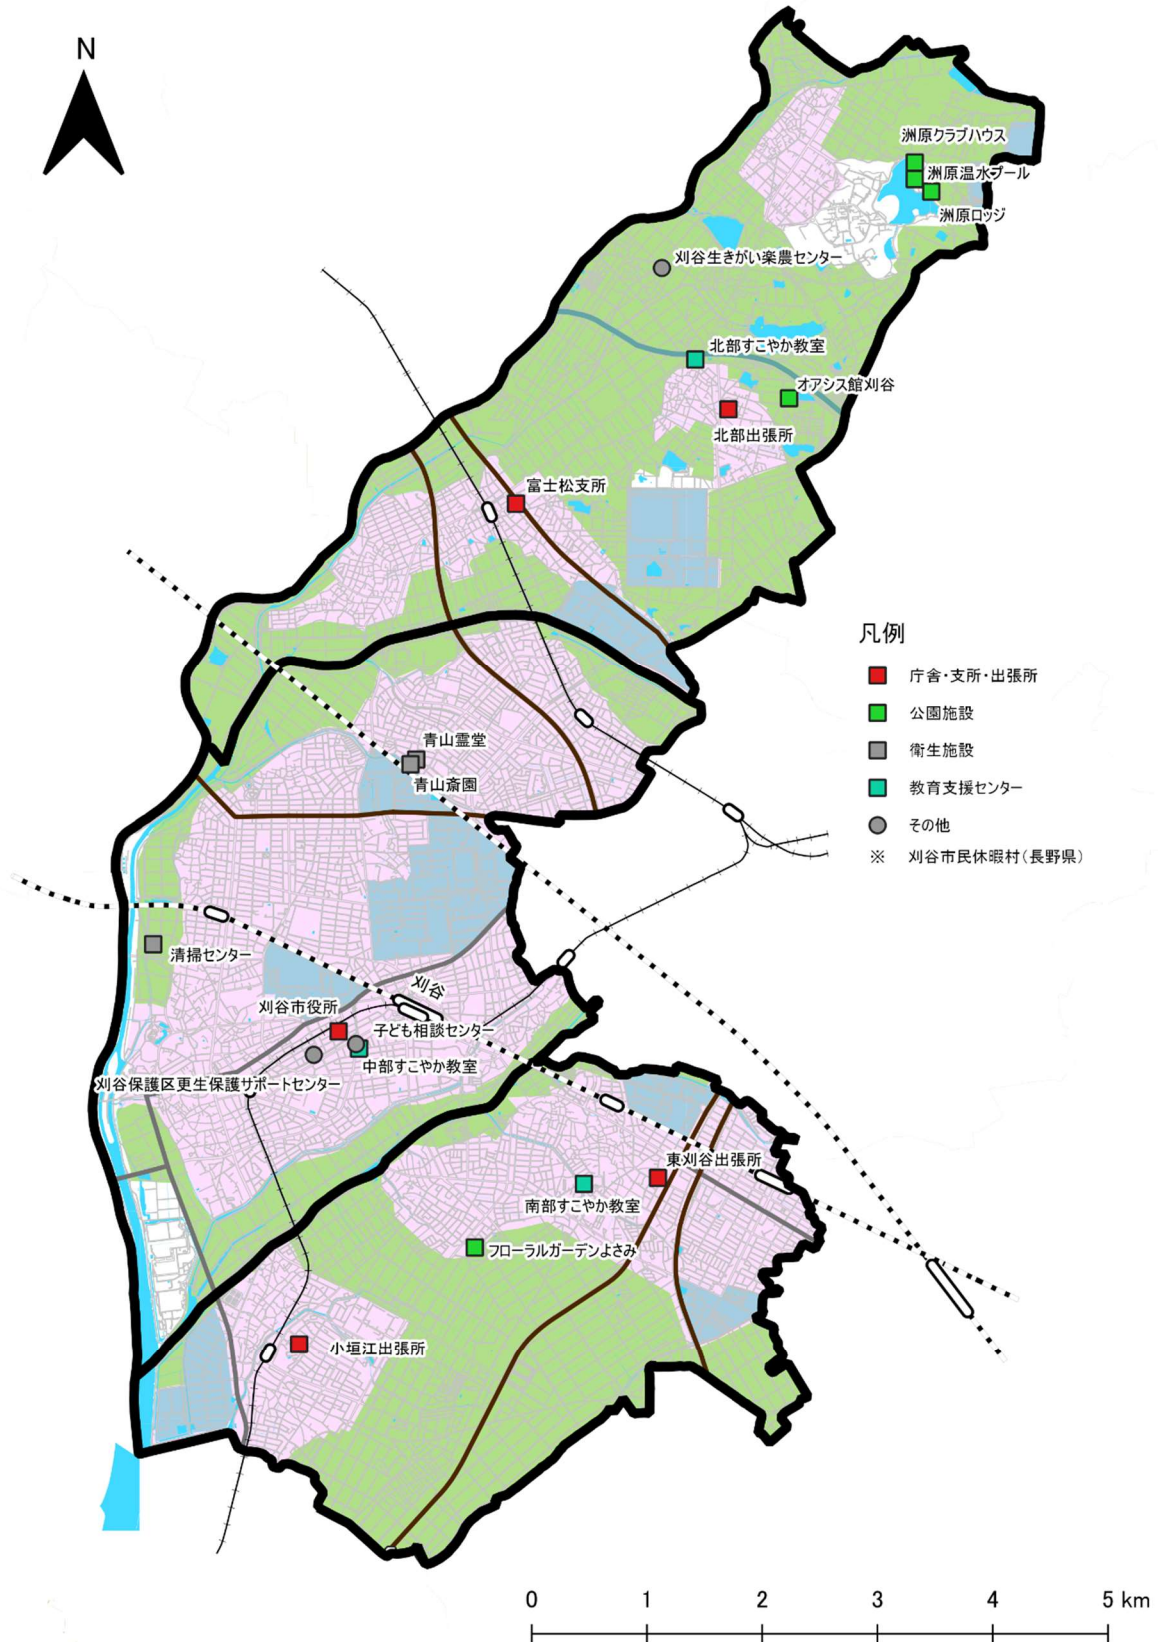 N
洲原クラブハウス
洲原温水プール
洲原ロッジ
刈谷生きがい楽農センター
北部すこやか教室
オアシス館刈谷
北部出張所
富士松支所
凡例
庁舎・支所・出張所
公園施設
衛生施設
教育支援センター
その他
※ 刈谷市民休暇村(長野県)
青山霊堂
青山斎園
清掃センター
刈谷
刈谷市役所
子ども相談センター
中部すこやか教室
刈谷保護区更生保護サポートセンター
東刈谷出張所
南部すこやか教室
フローラルガーデンよさみ
小垣江出張所
0 1 2 3 4 5 km